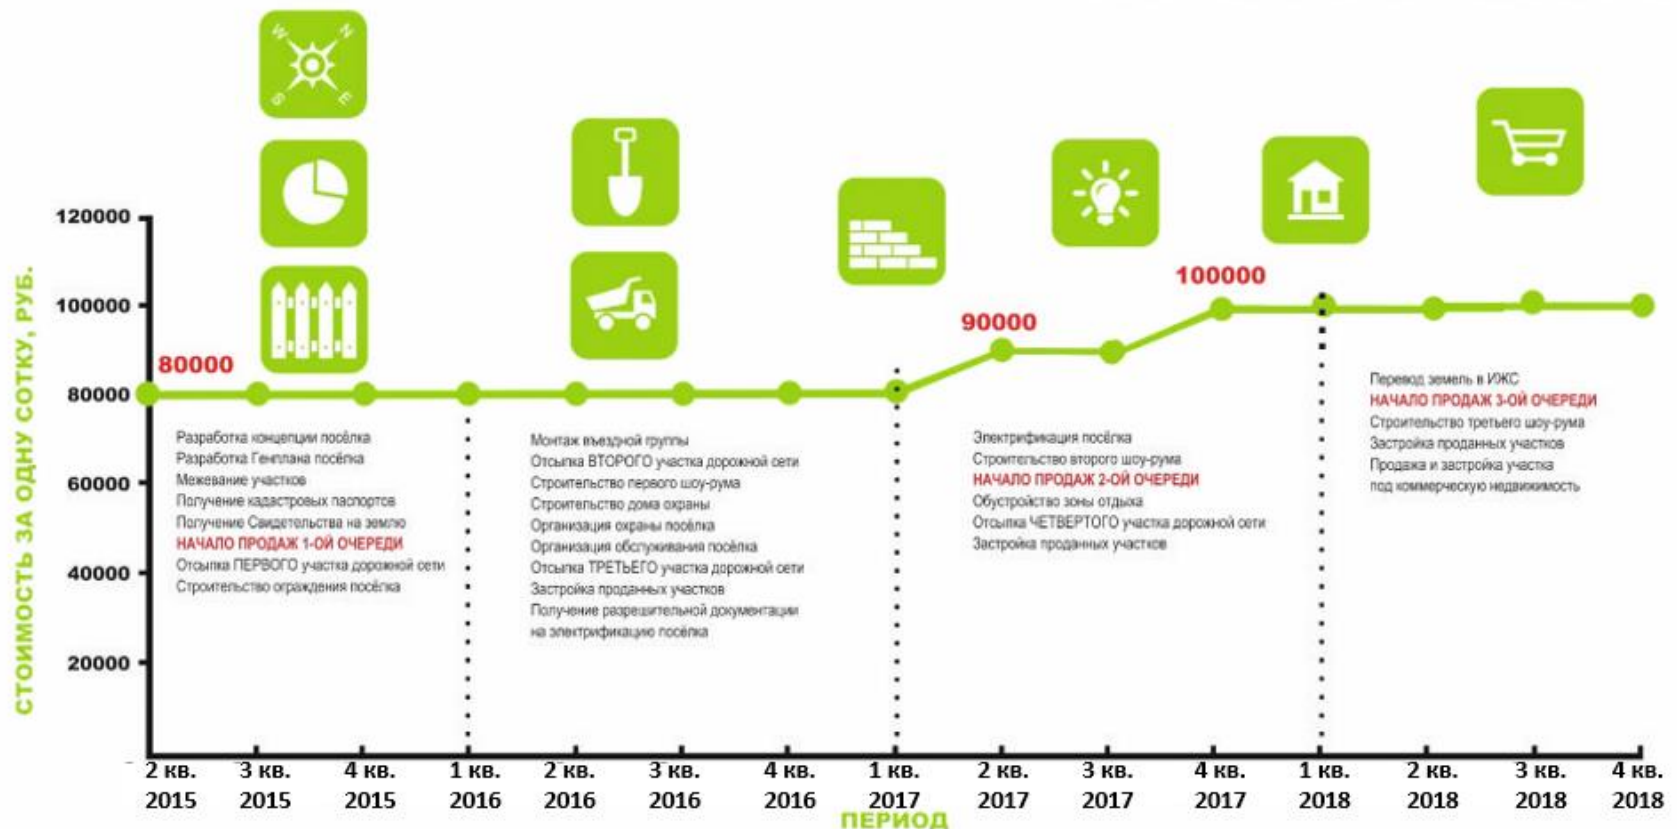 W N
S E
120000
100000
80000
60000
40000
20000
СТОИМОСТЬ ЗА ОДНУ СОТКУ, РУБ.
80000
90000
100000
Разработка концепции посёлка
Разработка Генплана посёлка
Межевание участков
Получение кадастровых паспортов
Получение Свидетельства на землю
НАЧАЛО ПРОДАЖ 1-ОЙ ОЧЕРЕДИ
Отсыпка ПЕРВОГО участка дорожной сети
Строительство ограждения посёлка
Монтаж въездной группы
Отсыпка ВТОРОГО участка дорожной сети
Строительство первого шоу-рума
Строительство дома охраны
Организация охраны посёлка
Организация обслуживания посёлка
Отсыпка ТРЕТЬЕГО участка дорожной сети
Застройка проданных участков
Получение разрешительной документации
на электрификацию посёлка
Электрификация посёлка
Строительство второго шоу-рума
НАЧАЛО ПРОДАЖ 2-ОЙ ОЧЕРЕДИ
Обустройство зоны отдыха
Отсыпка ЧЕТВЕРТОГО участка дорожной сети
Застройка проданных участков
Перевод земель в ИЖС
НАЧАЛО ПРОДАЖ 3-ОЙ ОЧЕРЕДИ
Строительство третьего шоу-рума
Застройка проданных участков
Продажа и застройка участка
под коммерческую недвижимость
2 кв. 3 кв. 4 кв. 1 кв. 2 кв. 3 кв. 4 кв. 1 кв. 2 кв. 3 кв. 4 кв. 1 кв. 2 кв. 3 кв. 4 кв.
2015 2015 2015 2016 2016 2016 2016 2017 2017 2017 2017 2018 2018 2018 2018
ПЕРИОД